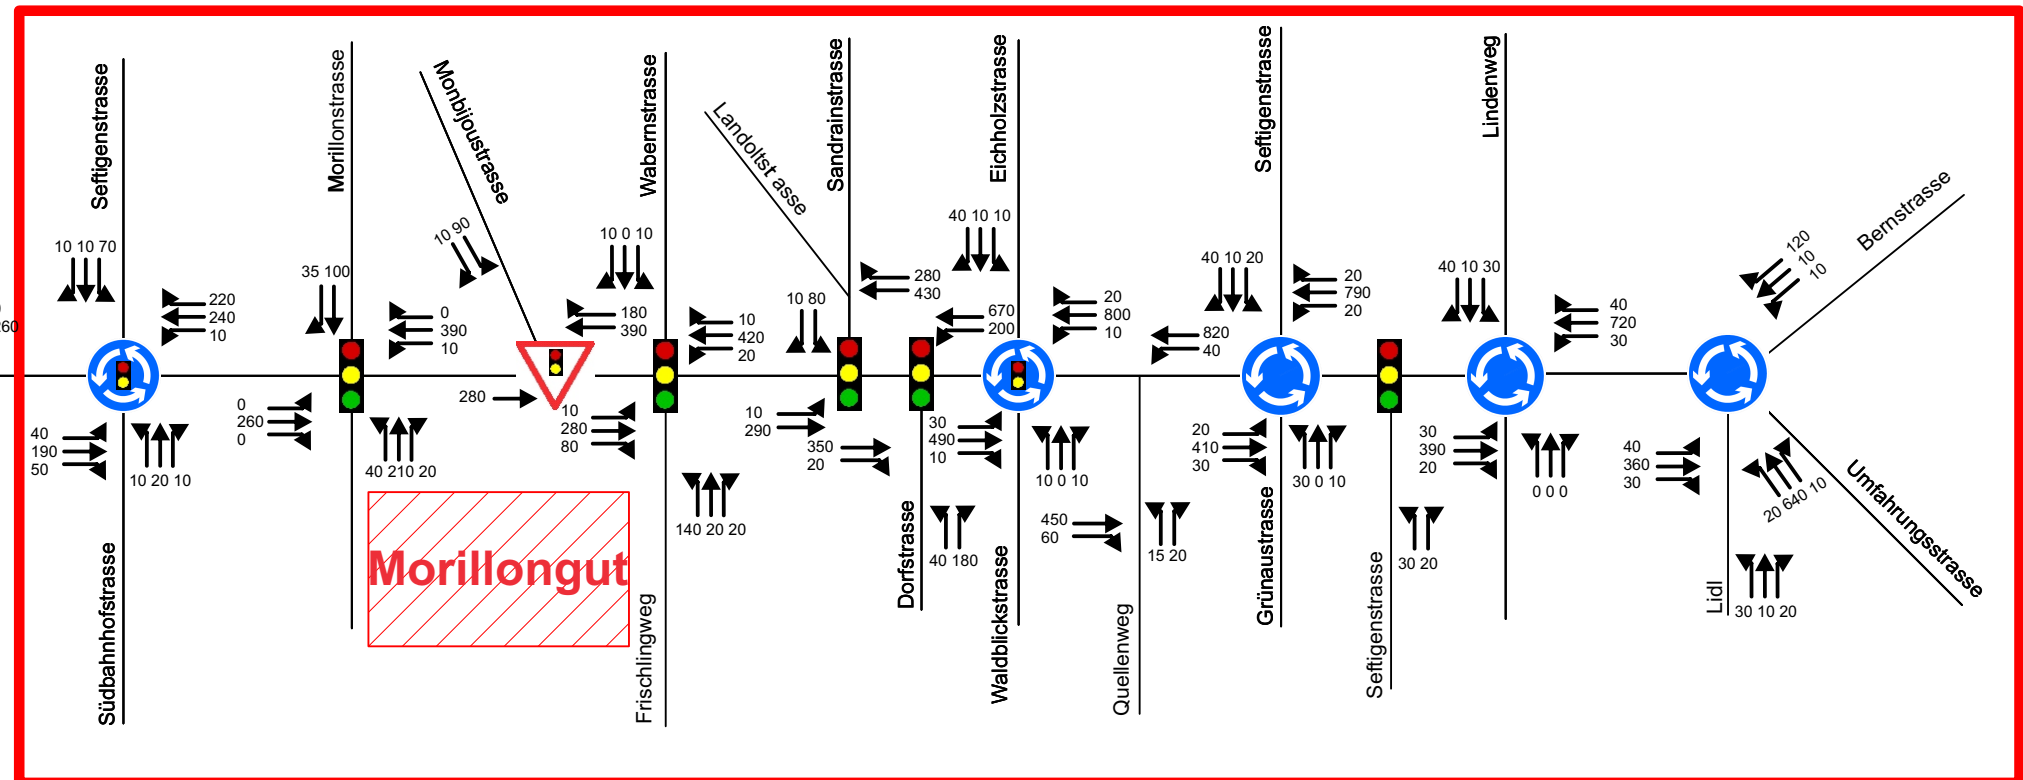 Seftigenstrasse
10 10 70
220
240
10
260
40
190
50
10 20 10
Südbahnhofstrasse
Morillonstrasse
35 100
0
390
10
0
260
0
40 210 20
Morillongut
Monbijoustrasse
10 90
180
390
280
Wabernstrasse
10 0 10
10
420
20
10
280
80
140 20 20
Frischlingweg
Landoltst asse
Sandrainstrasse
280
430
10 80
10
290
350
20
670
200
Dorfstrasse
40 180
Eichholzstrasse
40 10 10
20
800
10
30
490
10
10 0 10
Waldblickstrasse
820
40
450
60
15 20
Quellenweg
Seftigenstrasse
40 10 20
20
790
20
20
410
30
30 0 10
Grünaustrasse
30 20
Seftigenstrasse
Lindenweg
40 10 30
40
720
30
30
390
20
0 0 0
Bernstrasse
120
10
10
40
360
30
20 640 10
Umfahrungsstrasse
Lidl
30 10 20